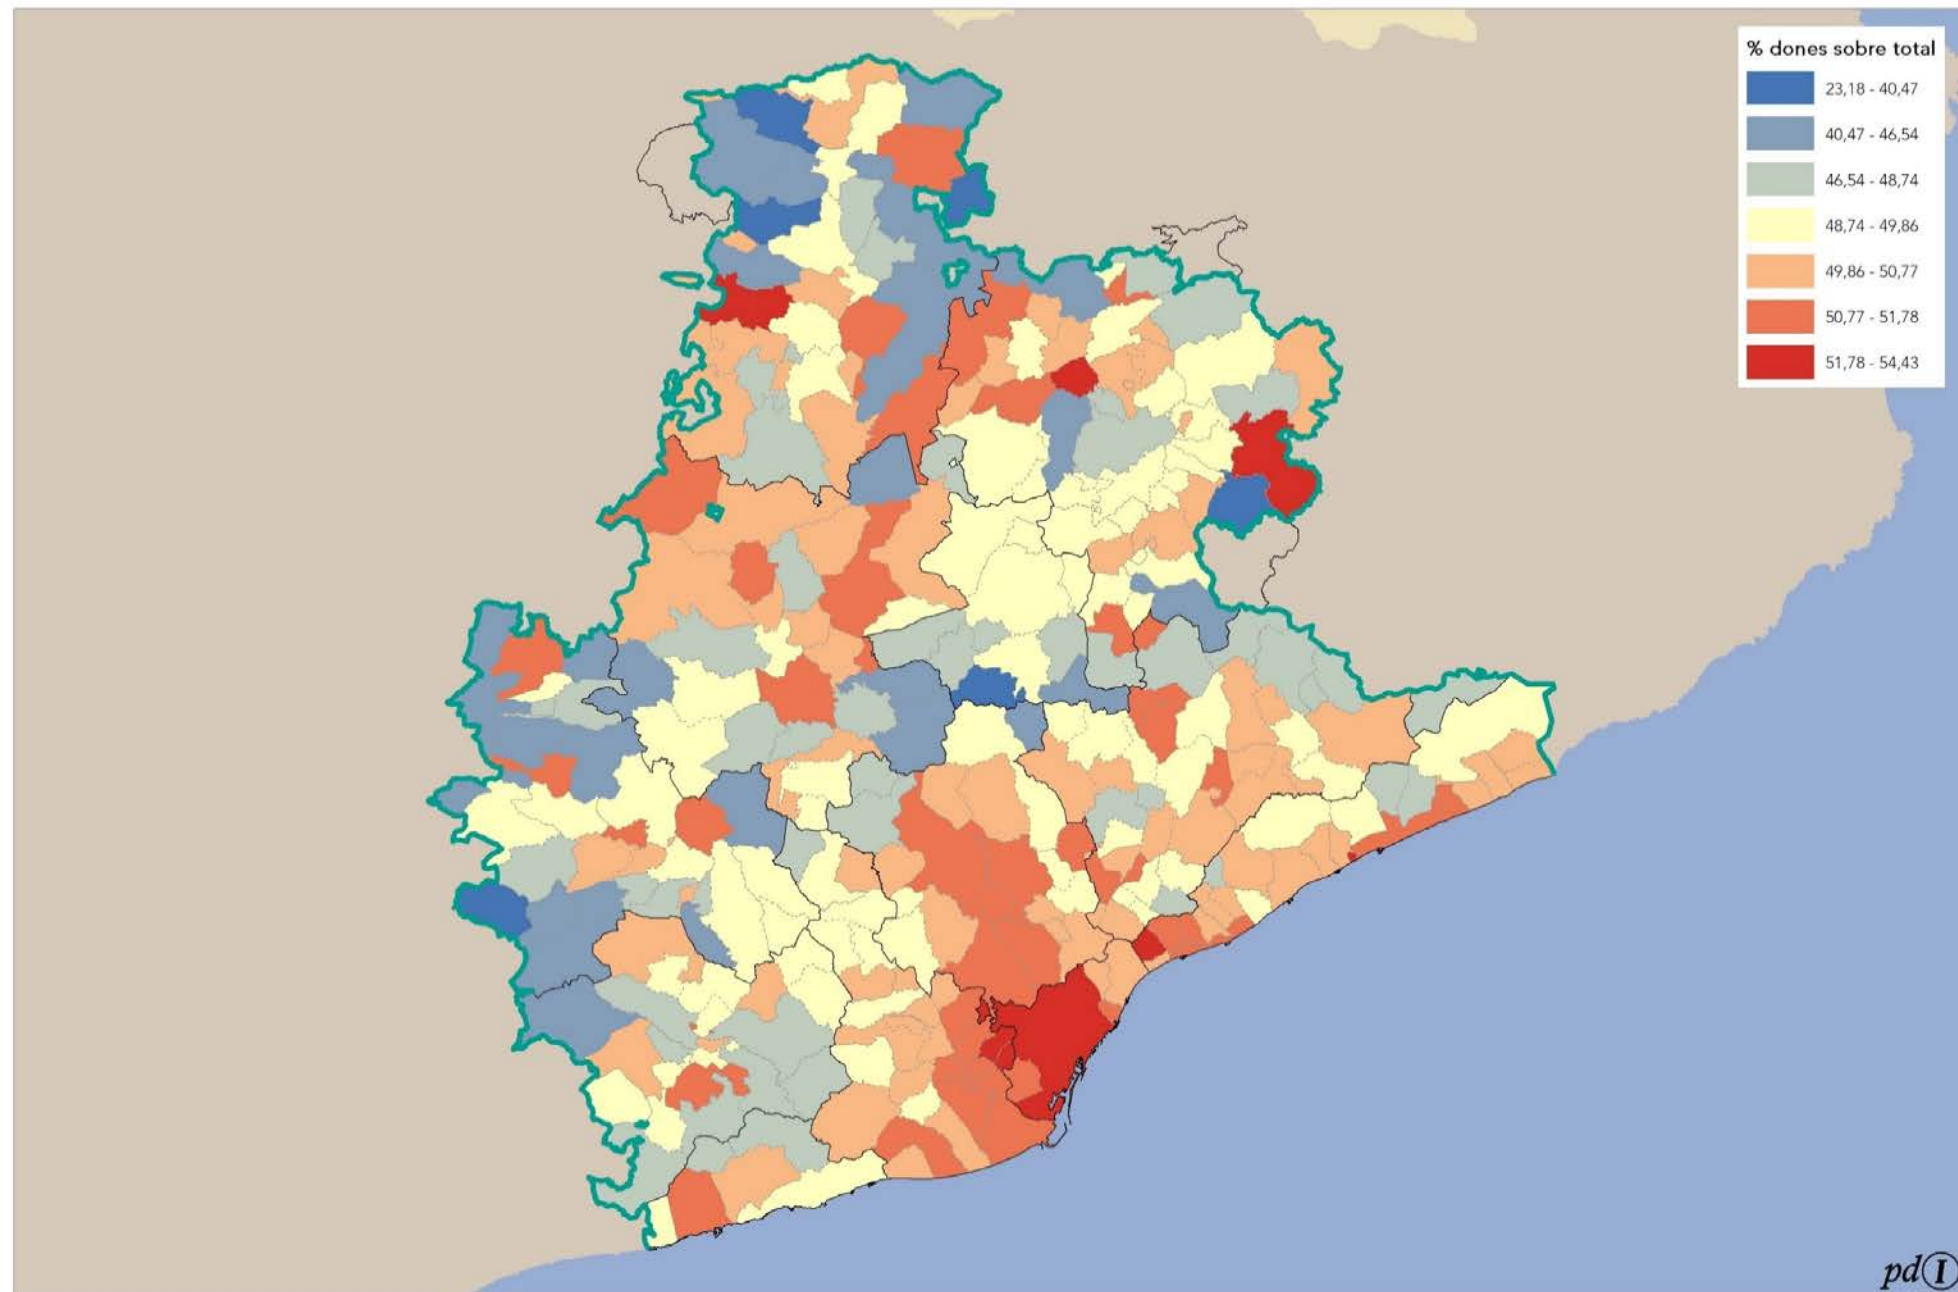 % dones sobre total
23,18 - 40,47
40,47 - 46,54
46,54 - 48,74
48,74 - 49,86
49,86 - 50,77
50,77 - 51,78
51,78 - 54,43
pdI